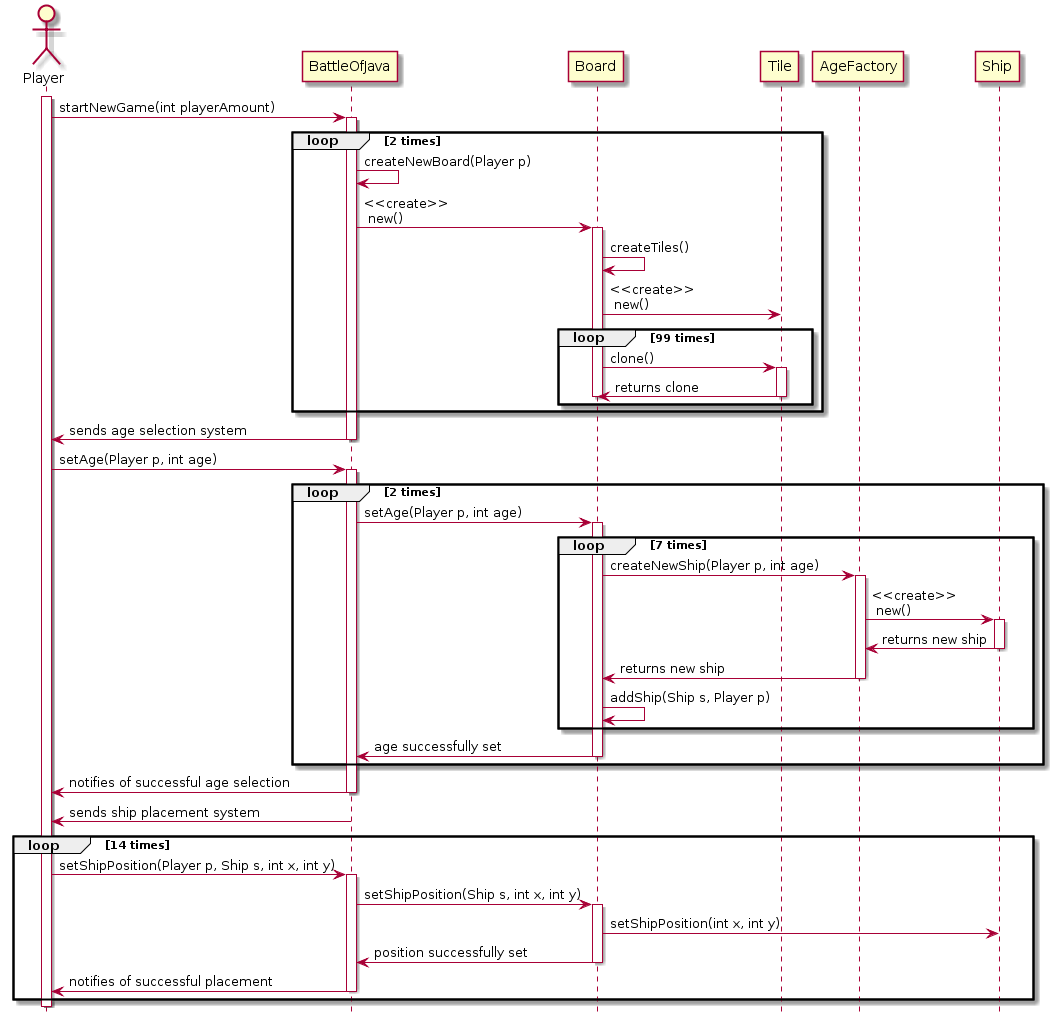 Player
BattleOfJava
Board
Tile
AgeFactory
Ship
startNewGame(int playerAmount)
loop
[2 times]
createNewBoard(Player p)
<<create>>
new()
createTiles()
<<create>>
new()
loop
[99 times]
clone()
returns clone
sends age selection system
setAge(Player p, int age)
loop
[2 times]
setAge(Player p, int age)
loop
[7 times]
createNewShip(Player p, int age)
<<create>>
new()
returns new ship
returns new ship
addShip(Ship s, Player p)
age successfully set
notifies of successful age selection
sends ship placement system
loop
[14 times]
setShipPosition(Player p, Ship s, int x, int y)
setShipPosition(Ship s, int x, int y)
setShipPosition(int x, int y)
position successfully set
notifies of successful placement